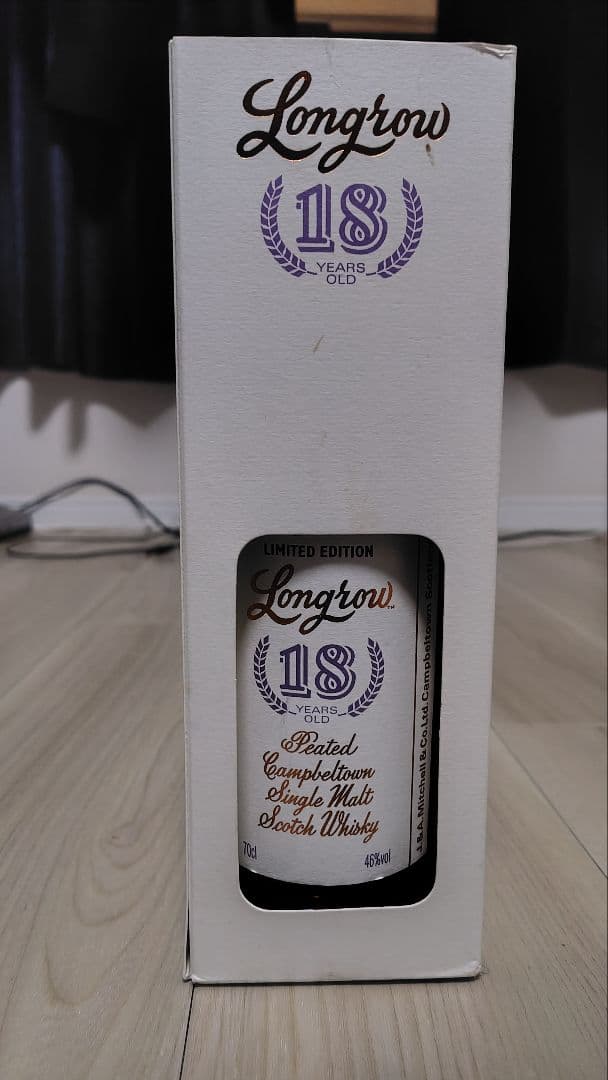 Longrow
18
YEARS
OLD
LIMITED EDITION
Longrow™
18
YEARS
OLD
Peated
Campbeltown
Single Malt
Scotch Whisky
70cl
46%vol
J.&A.Mitchell & Co.Ltd.Campbeltown